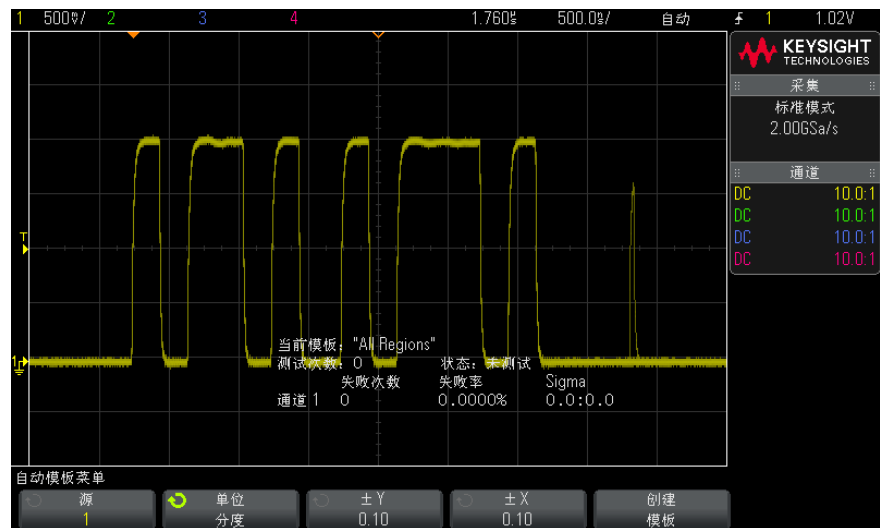 1 500mV/ 2 3 4 1.760s 500.0s/ 自动 1 1.02V
KEYSIGHT
TECHNOLOGIES
采集
标准模式
2.00GSa/s
通道
DC 10.0:1
DC 10.0:1
DC 10.0:1
DC 10.0:1
T
1
当前模板: "All Regions"
测试次数: 0 状态: 未测试
失败次数 失败率 Sigma
通道 1 0 0.0000% 0.0:0.0
自动模板菜单
源 单位 ± Y ± X 创建
1 分度 0.10 0.10 模板